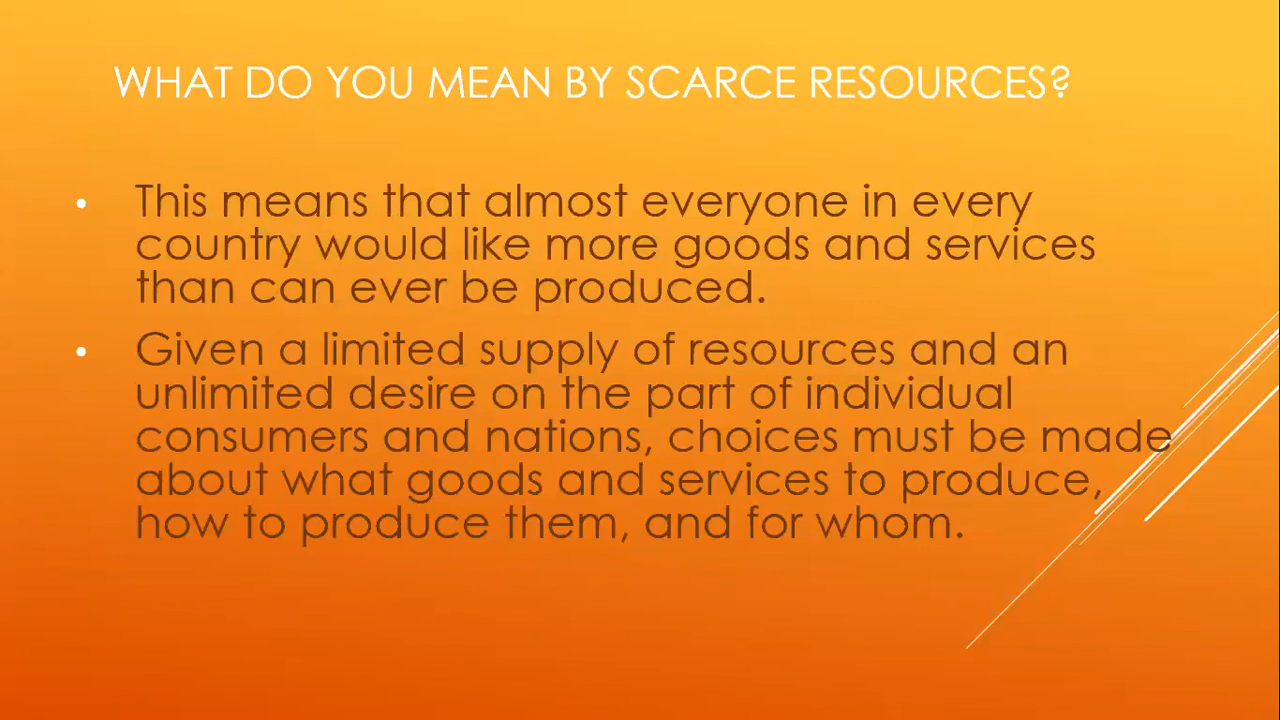 WHAT DO YOU MEAN BY SCARCE RESOURCES?
• This means that almost everyone in every
country would like more goods and services
than can ever be produced.
• Given a limited supply of resources and an
unlimited desire on the part of individual
consumers and nations, choices must be made
about what goods and services to produce,
how to produce them, and for whom.